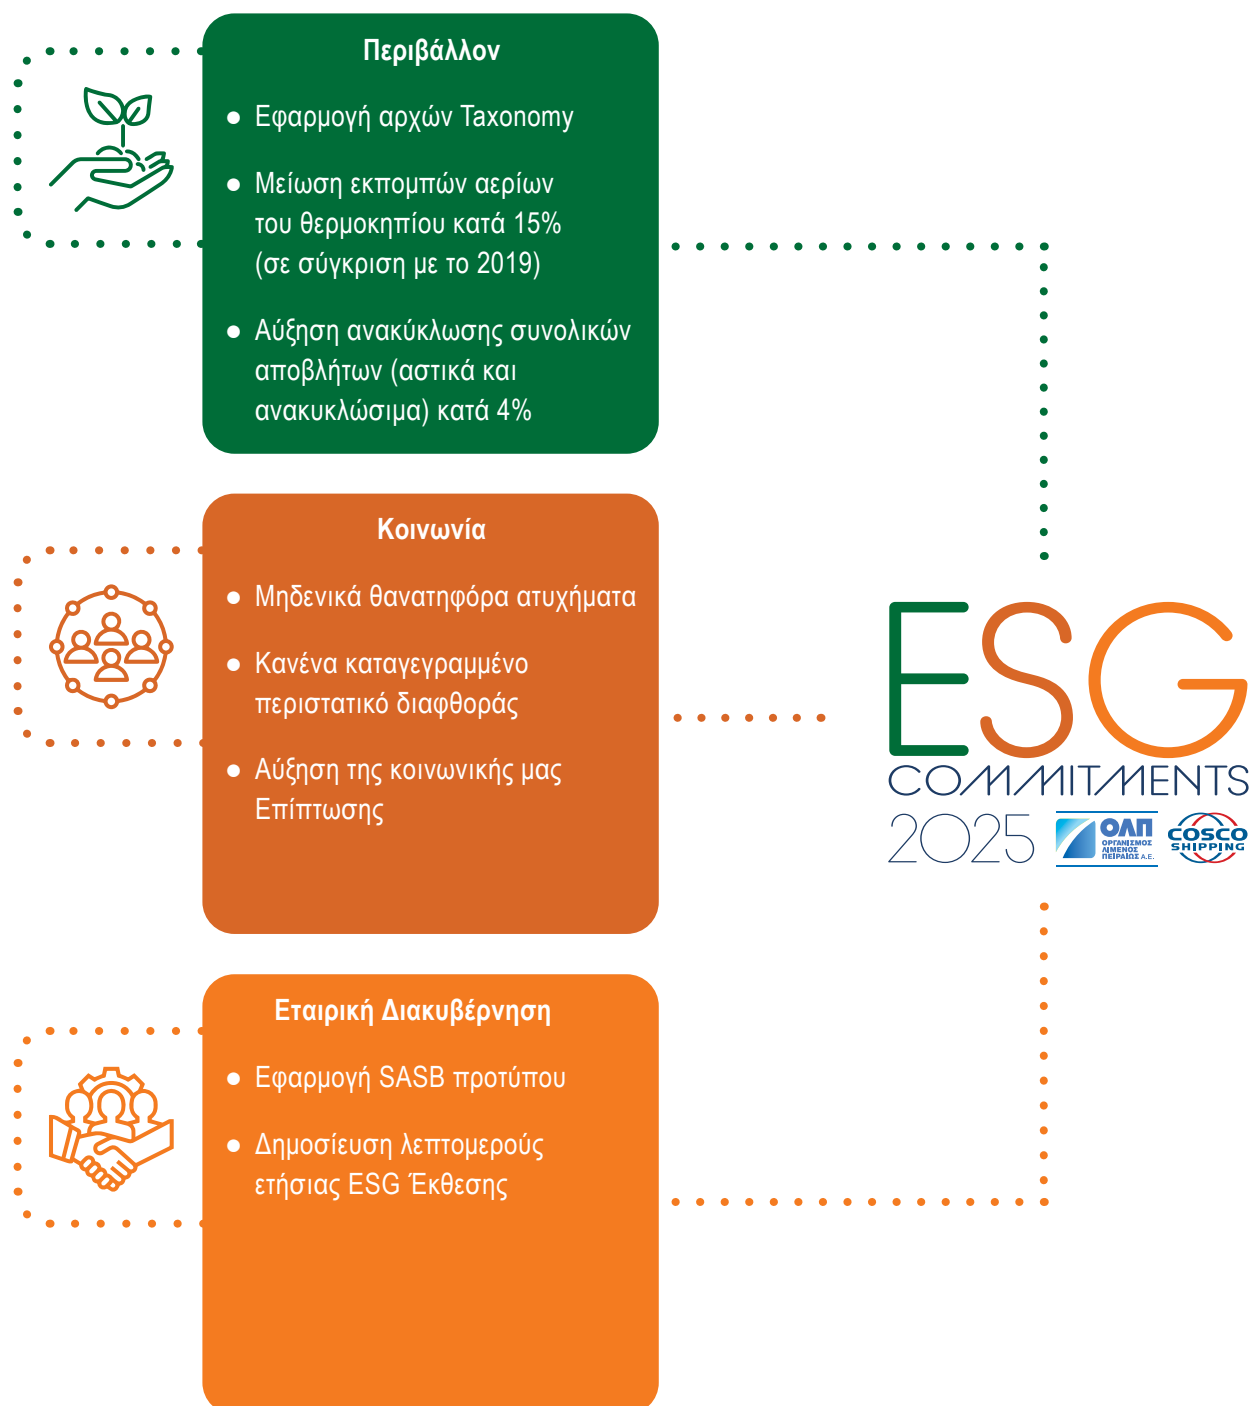 Περιβάλλον
● Εφαρμογή αρχών Taxonomy
● Μείωση εκπομπών αερίων
του θερμοκηπίου κατά 15%
(σε σύγκριση με το 2019)
● Αύξηση ανακύκλωσης συνολικών
αποβλήτων (αστικά και
ανακυκλώσιμα) κατά 4%
Κοινωνία
● Μηδενικά θανατηφόρα ατυχήματα
● Κανένα καταγεγραμμένο
περιστατικό διαφθοράς
● Αύξηση της κοινωνικής μας
Επίπτωσης
Εταιρική Διακυβέρνηση
● Εφαρμογή SASB προτύπου
● Δημοσίευση λεπτομερούς
ετήσιας ESG Έκθεσης
ESG
COMMITMENTS
2025
ΟΛΠ
ΟΡΓΑΝΙΣΜΟΣ
ΛΙΜΕΝΟΣ
ΠΕΙΡΑΙΩΣ Α.Ε.
COSCO
SHIPPING